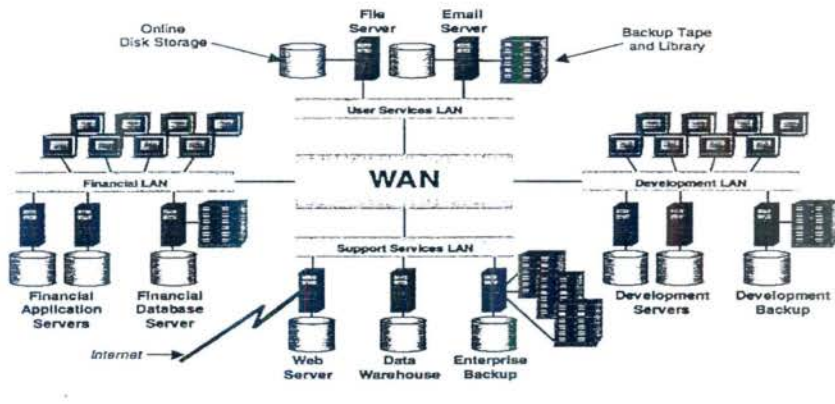 Online
Disk Storage
File
Server
Email
Server
Backup Tape
and Library
User Services LAN
Financial LAN
WAN
Development LAN
Support Services LAN
Financial
Application
Servers
Financial
Database
Server
Development
Servers
Development
Backup
Internet
Web
Server
Data
Warehouse
Enterprise
Backup